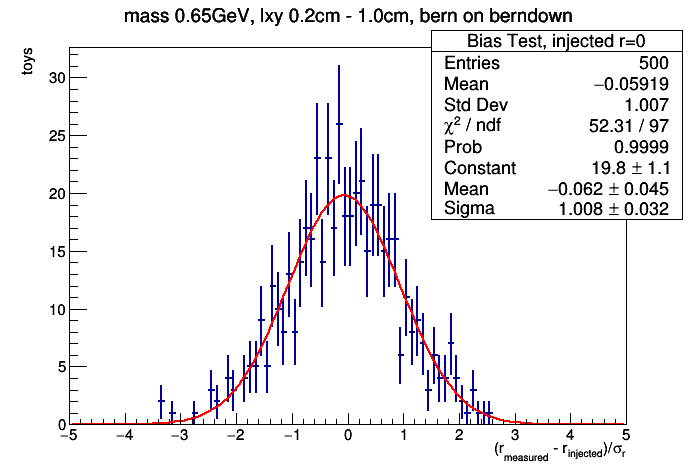 mass 0.65GeV, lxy 0.2cm - 1.0cm, bern on berndown
Bias Test, injected r=0
Entries 500
Mean −0.05919
Std Dev 1.007
χ² / ndf 52.31 / 97
Prob 0.9999
Constant 19.8 ± 1.1
Mean −0.062 ± 0.045
Sigma 1.008 ± 0.032
toys
30
25
20
15
10
5
0
−5 −4 −3 −2 −1 0 1 2 3 4 5
(r_measured - r_injected)/σ_r